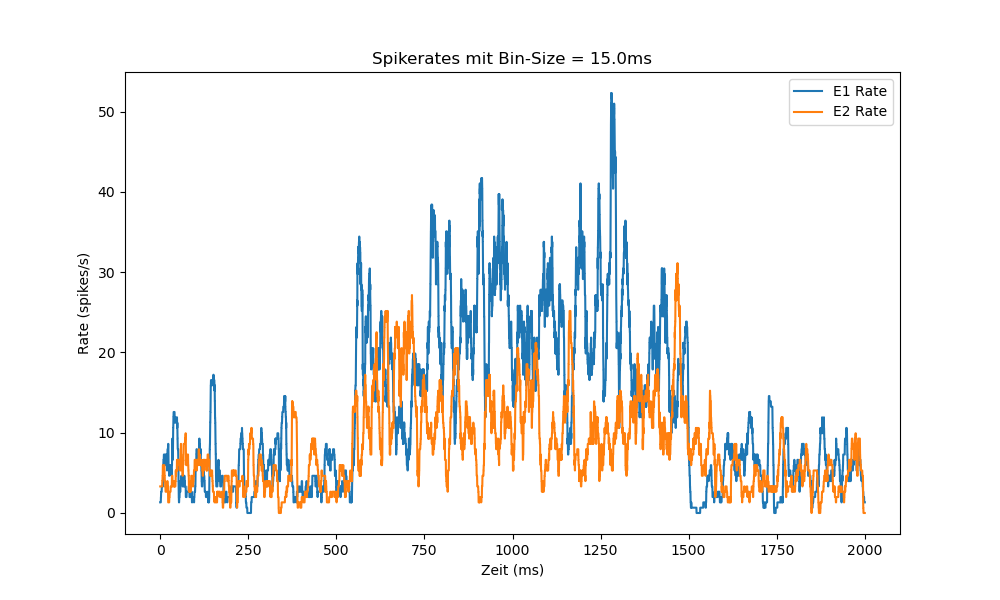 Spikerates mit Bin-Size = 15.0ms
E1 Rate
E2 Rate
50
40
30
20
10
0
Rate (spikes/s)
0 250 500 750 1000 1250 1500 1750 2000
Zeit (ms)